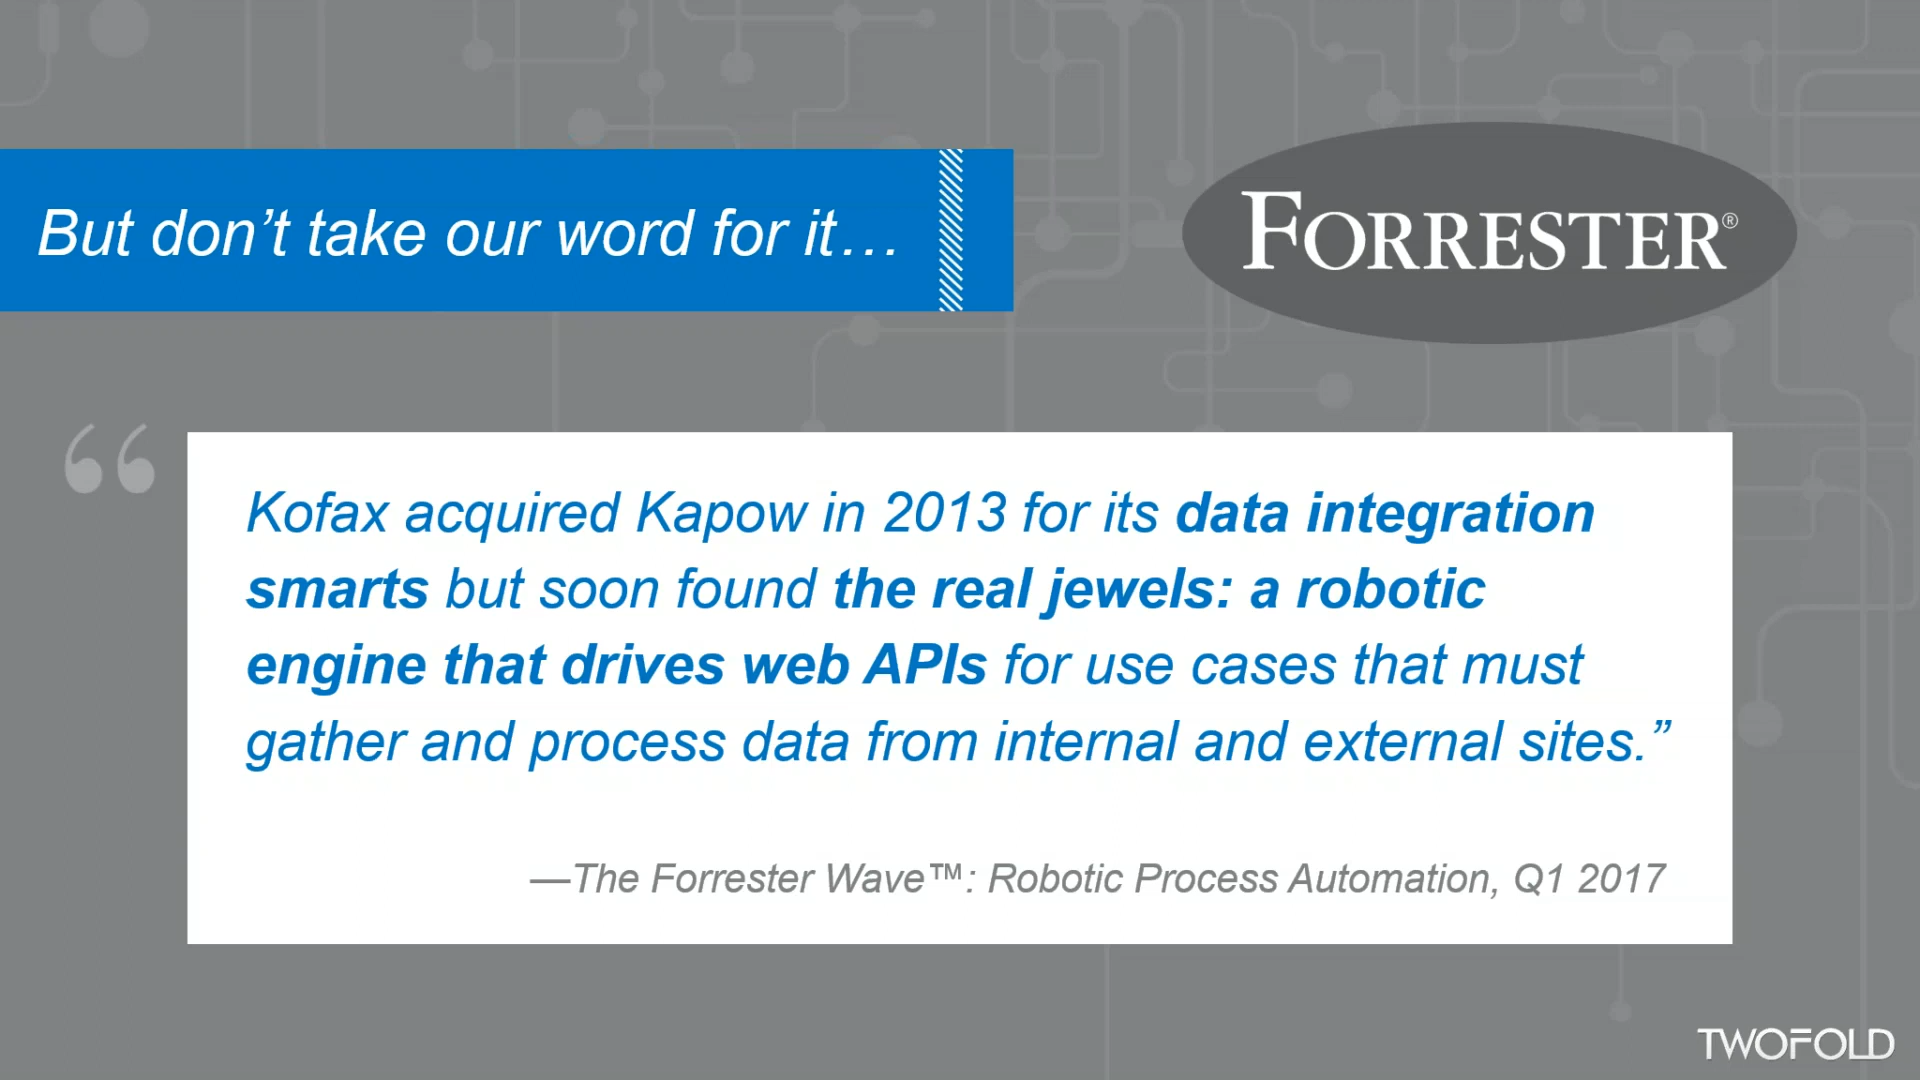 But don’t take our word for it…
FORRESTER®
“
Kofax acquired Kapow in 2013 for its data integration
smarts but soon found the real jewels: a robotic
engine that drives web APIs for use cases that must
gather and process data from internal and external sites.”
—The Forrester Wave™: Robotic Process Automation, Q1 2017
TWOFOLD